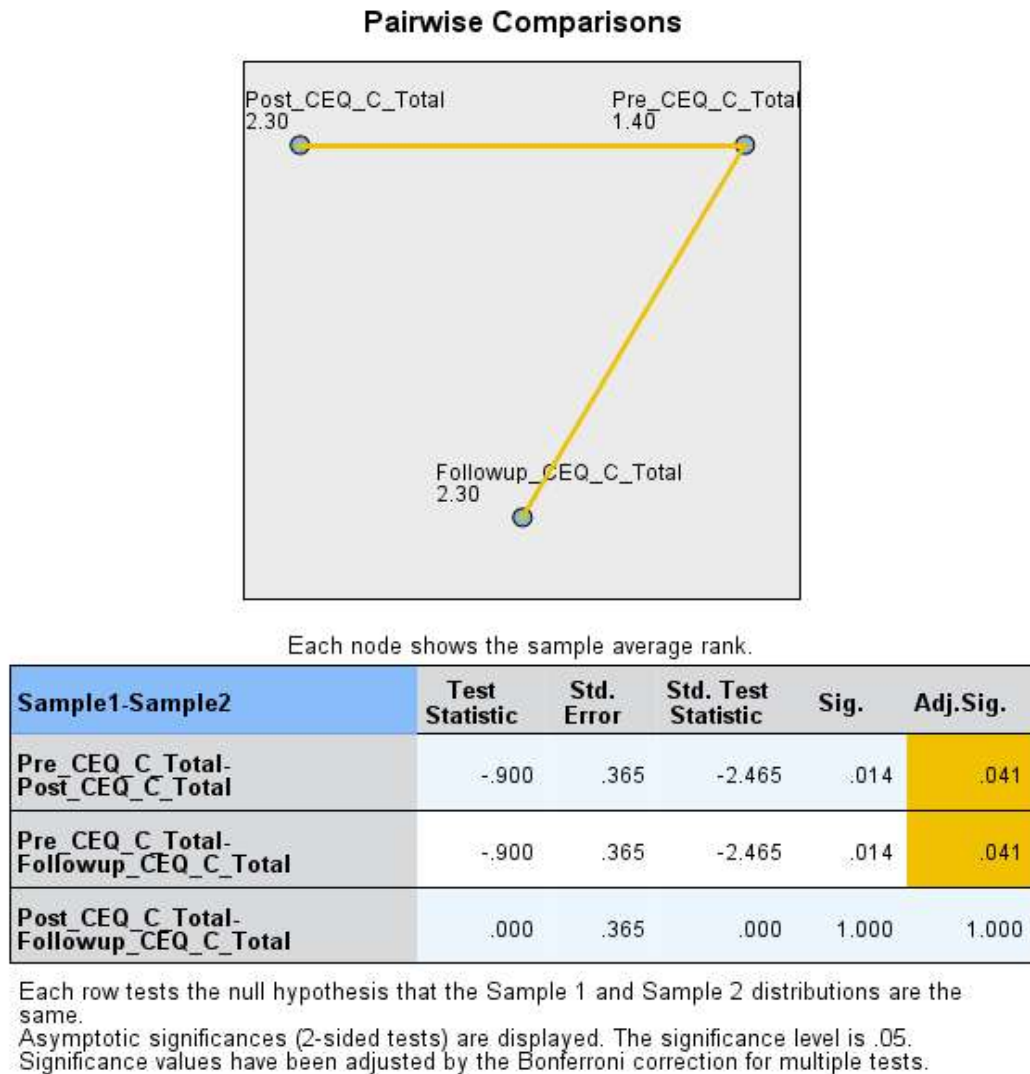 Pairwise Comparisons
Post_CEQ_C_Total
2.30
Pre_CEQ_C_Total
1.40
Followup_CEQ_C_Total
2.30
Each node shows the sample average rank.
Sample1-Sample2 Test Statistic Std. Error Std. Test Statistic Sig. Adj.Sig.
Pre_CEQ_C_Total-
Post_CEQ_C_Total -.900 .365 -2.465 .014 .041
Pre_CEQ_C_Total-
Followup_CEQ_C_Total -.900 .365 -2.465 .014 .041
Post_CEQ_C_Total-
Followup_CEQ_C_Total .000 .365 .000 1.000 1.000
Each row tests the null hypothesis that the Sample 1 and Sample 2 distributions are the
same.
Asymptotic significances (2-sided tests) are displayed. The significance level is .05.
Significance values have been adjusted by the Bonferroni correction for multiple tests.